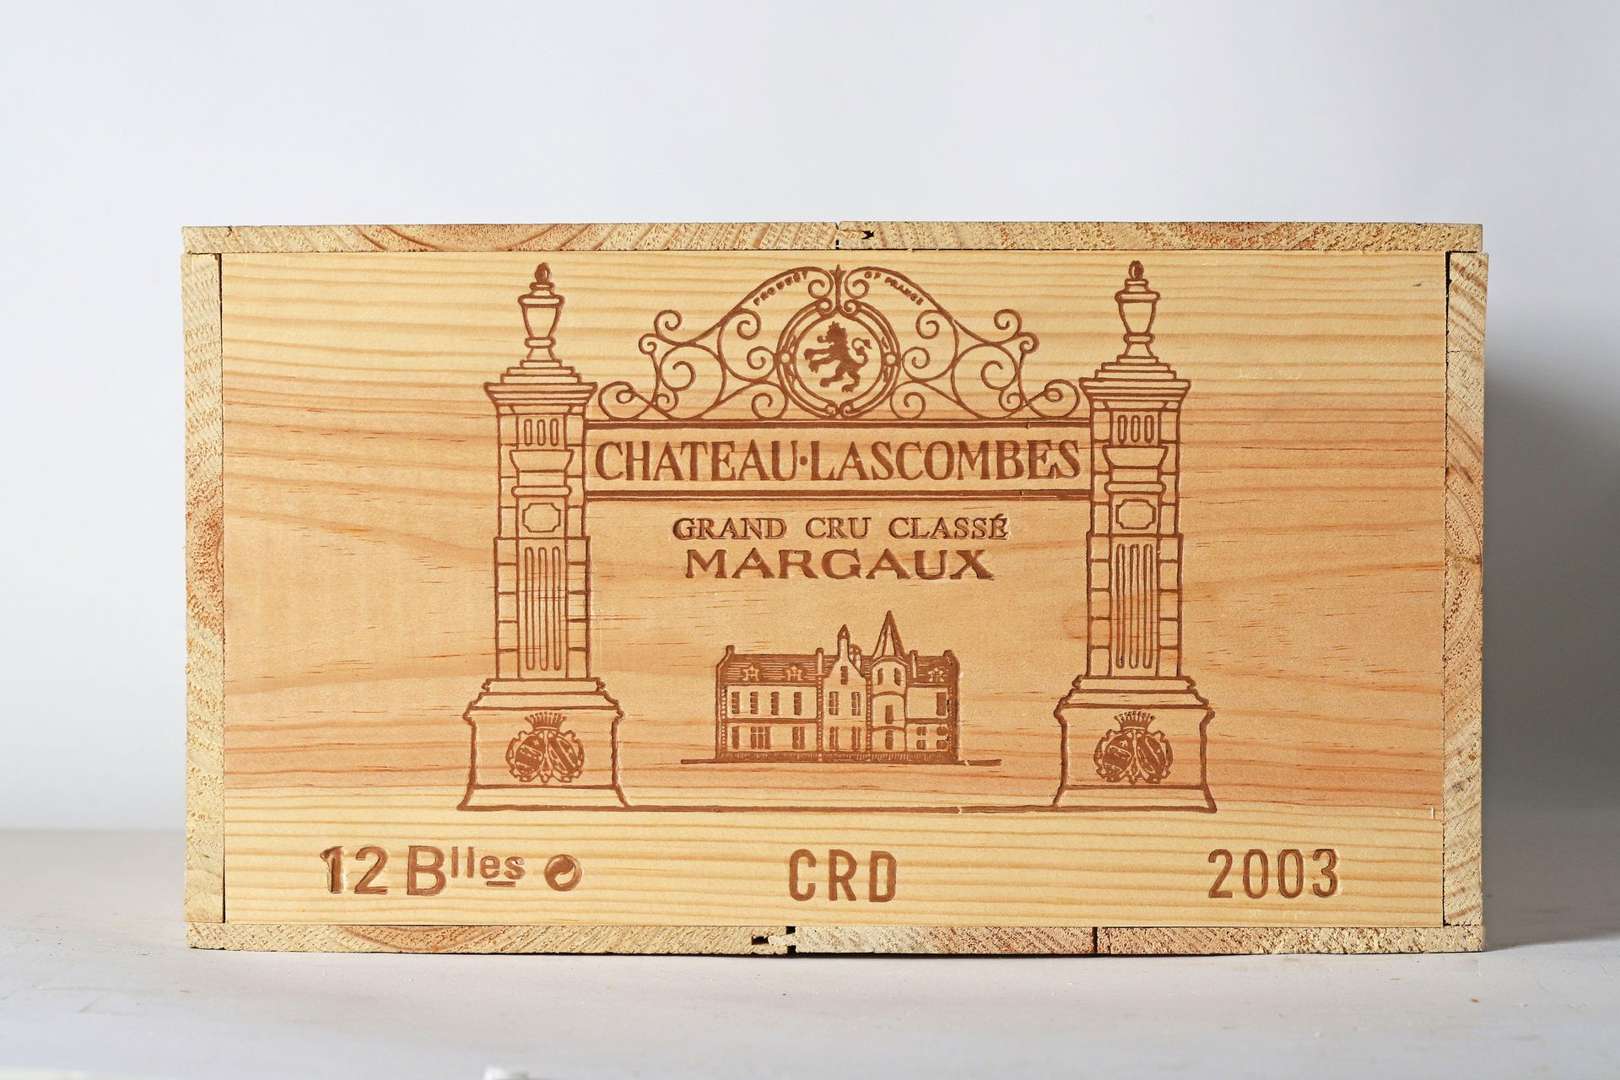 PRODUCT OF FRANCE
CHATEAU·LASCOMBES
GRAND CRU CLASSÉ
MARGAUX
12 Blles CRD 2003